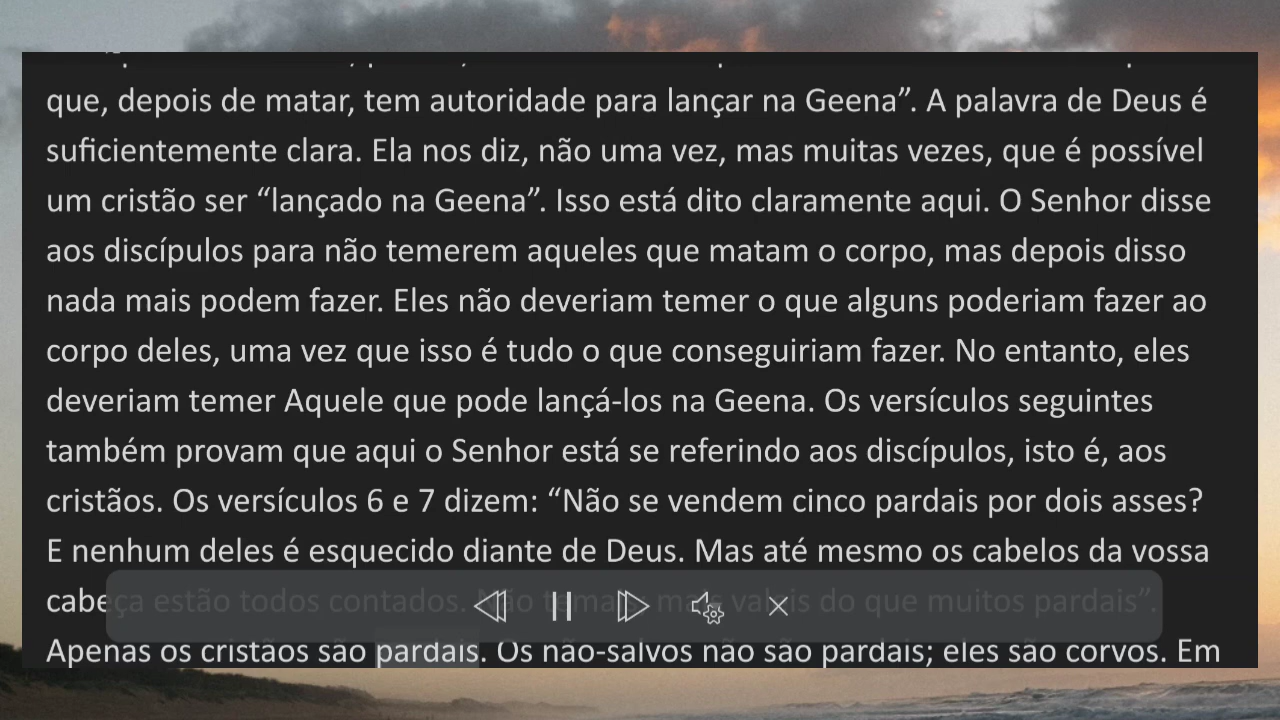 que, depois de matar, tem autoridade para lançar na Geena”. A palavra de Deus é
suficientemente clara. Ela nos diz, não uma vez, mas muitas vezes, que é possível
um cristão ser “lançado na Geena”. Isso está dito claramente aqui. O Senhor disse
aos discípulos para não temerem aqueles que matam o corpo, mas depois disso
nada mais podem fazer. Eles não deveriam temer o que alguns poderiam fazer ao
corpo deles, uma vez que isso é tudo o que conseguiriam fazer. No entanto, eles
deveriam temer Aquele que pode lançá-los na Geena. Os versículos seguintes
também provam que aqui o Senhor está se referindo aos discípulos, isto é, aos
cristãos. Os versículos 6 e 7 dizem: “Não se vendem cinco pardais por dois asses?
E nenhum deles é esquecido diante de Deus. Mas até mesmo os cabelos da vossa
cabeça estão todos contados. Não temais; mais valeis do que muitos pardais”.
Apenas os cristãos são pardais. Os não-salvos não são pardais; eles são corvos. Em